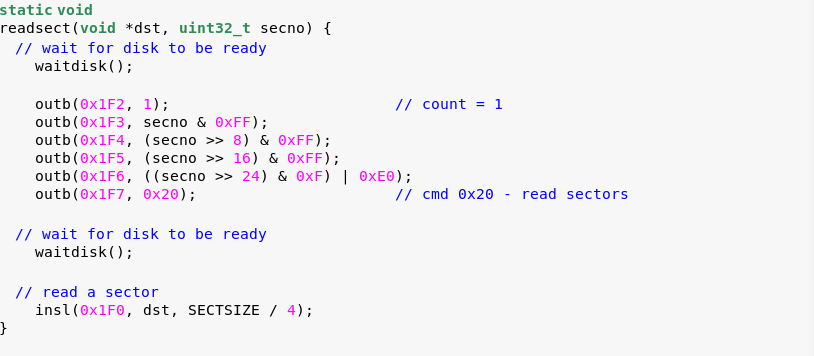 static void
readsect(void *dst, uint32_t secno) {
// wait for disk to be ready
waitdisk();
outb(0x1F2, 1); // count = 1
outb(0x1F3, secno & 0xFF);
outb(0x1F4, (secno >> 8) & 0xFF);
outb(0x1F5, (secno >> 16) & 0xFF);
outb(0x1F6, ((secno >> 24) & 0xF) | 0xE0);
outb(0x1F7, 0x20); // cmd 0x20 - read sectors
// wait for disk to be ready
waitdisk();
// read a sector
insl(0x1F0, dst, SECTSIZE / 4);
}